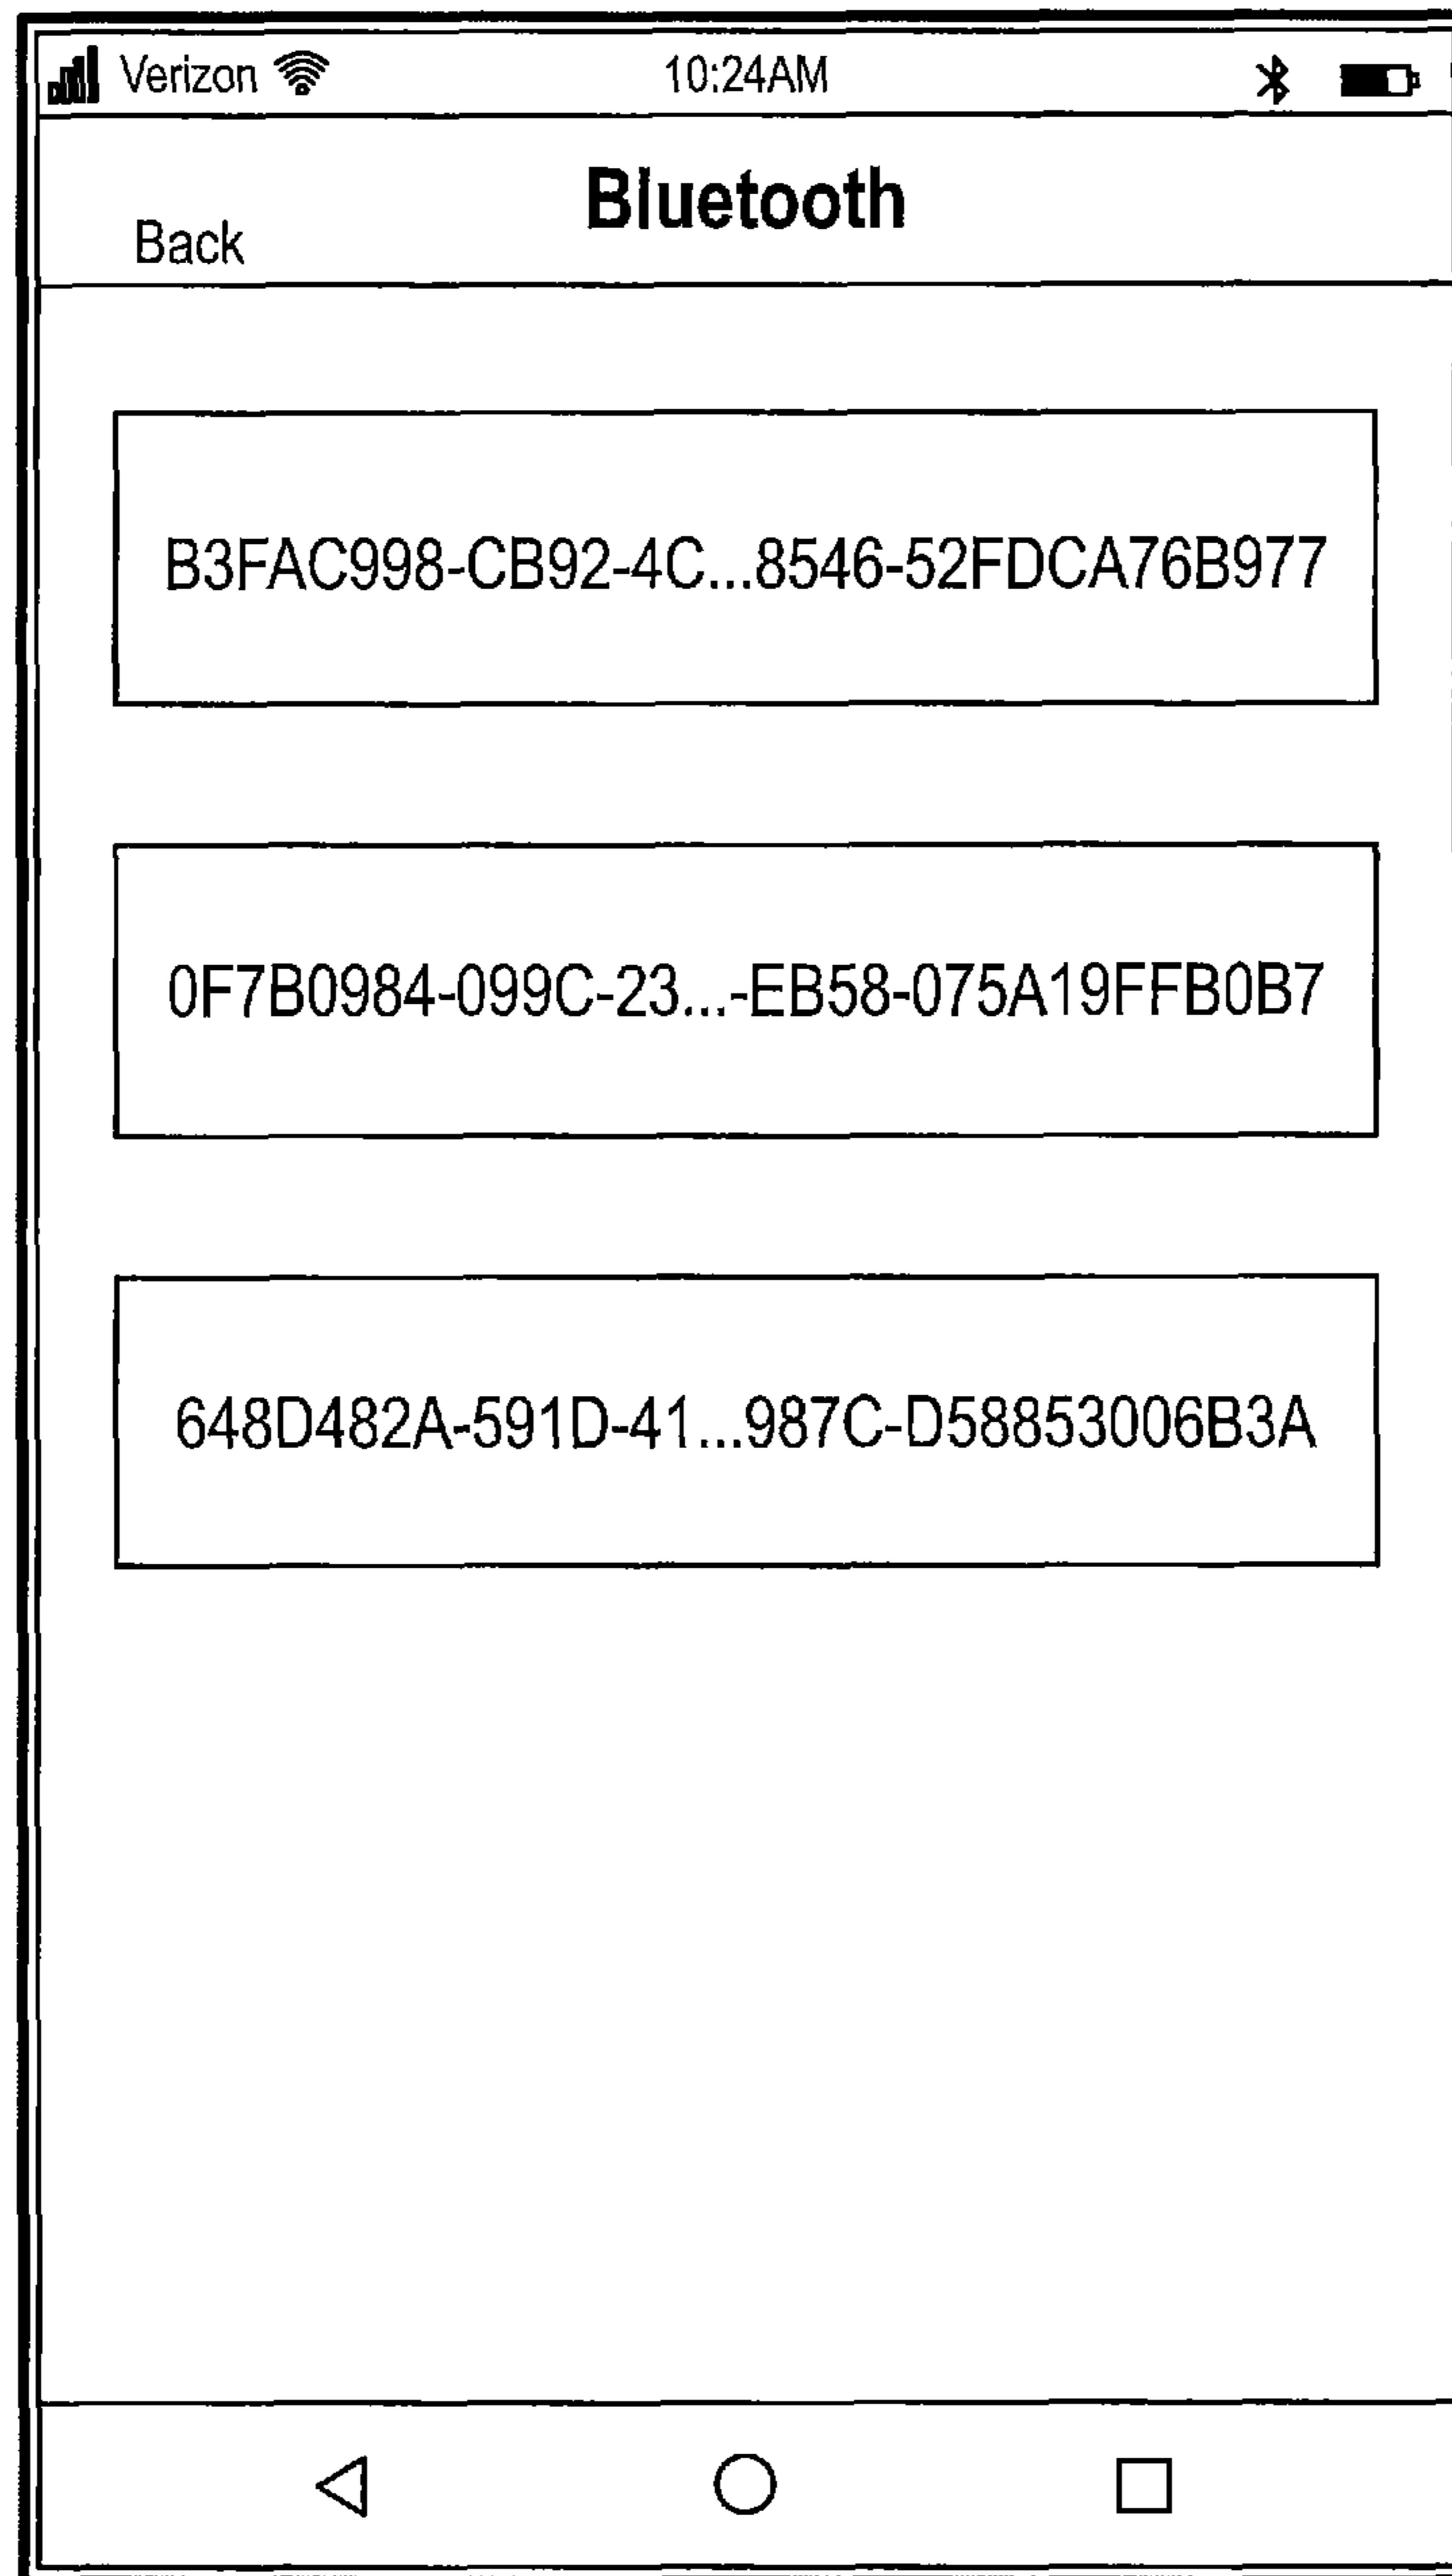 Verizon 10:24AM
Bluetooth
Back
B3FAC998-CB92-4C...8546-52FDCA76B977
0F7B0984-099C-23...-EB58-075A19FFB0B7
648D482A-591D-41...987C-D58853006B3A